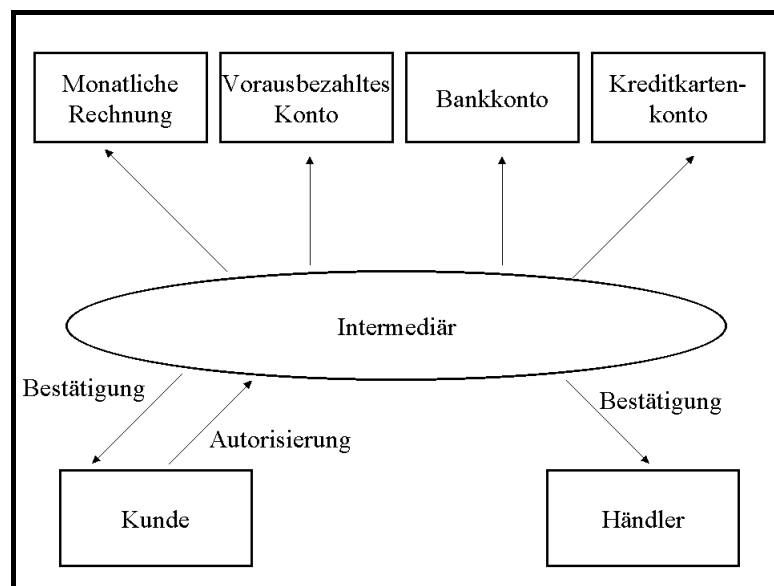 Monatliche
Rechnung
Vorausbezahltes
Konto
Bankkonto
Kreditkarten-
konto
Intermediär
Bestätigung
Autorisierung
Bestätigung
Kunde
Händler